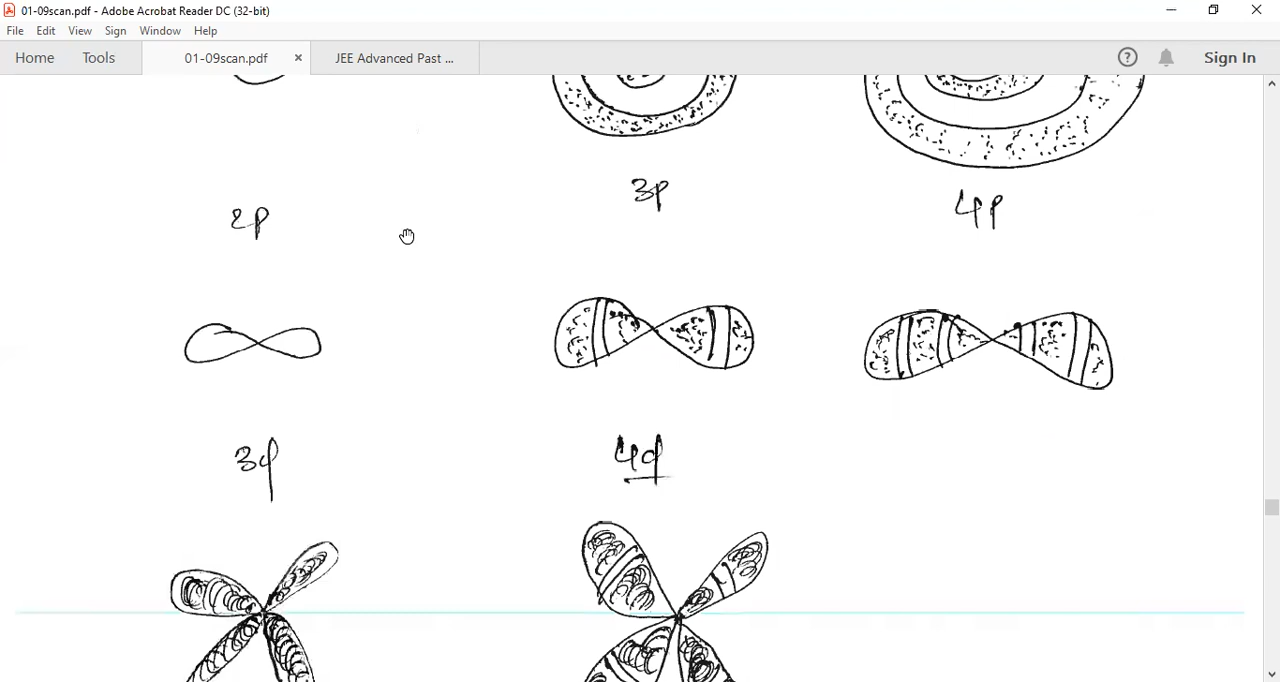 01-09scan.pdf - Adobe Acrobat Reader DC (32-bit)
File Edit View Sign Window Help
Home Tools 01-09scan.pdf × JEE Advanced Past ... ? Sign In
2p 3p 4p
3d 4d